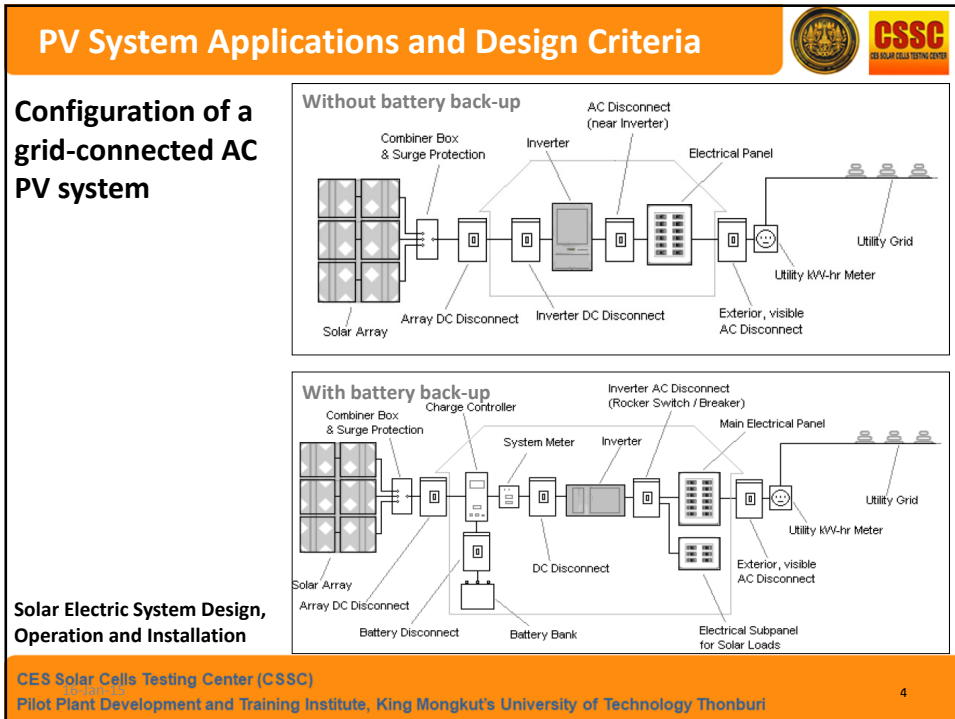 PV System Applications and Design Criteria
CSSC
CES SOLAR CELLS TESTING CENTER
Configuration of a
grid-connected AC
PV system
Without battery back-up
Combiner Box
& Surge Protection
Inverter
AC Disconnect
(near Inverter)
Electrical Panel
Utility Grid
Utility kW-hr Meter
Solar Array
Array DC Disconnect
Inverter DC Disconnect
Exterior, visible
AC Disconnect
With battery back-up
Combiner Box
& Surge Protection
Charge Controller
System Meter
Inverter
Inverter AC Disconnect
(Rocker Switch / Breaker)
Main Electrical Panel
Utility Grid
Utility kW-hr Meter
Solar Array
Array DC Disconnect
Battery Disconnect
Battery Bank
DC Disconnect
Exterior, visible
AC Disconnect
Electrical Subpanel
for Solar Loads
Solar Electric System Design,
Operation and Installation
CES Solar Cells Testing Center (CSSC)
16-Jan-15
Pilot Plant Development and Training Institute, King Mongkut's University of Technology Thonburi
4